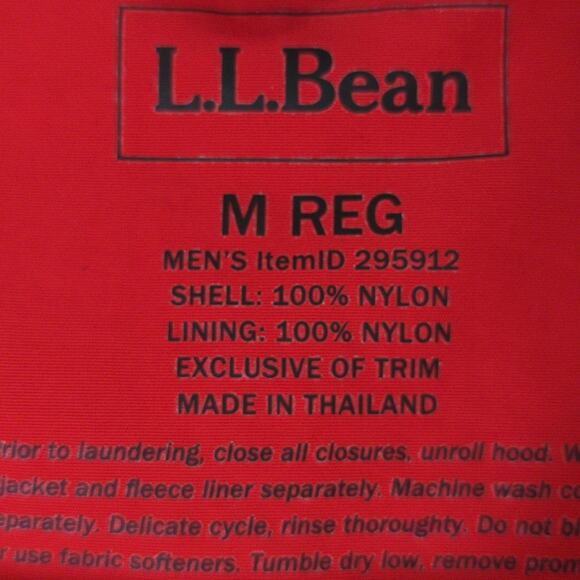 L.L.Bean
M REG
MEN'S ItemID 295912
SHELL: 100% NYLON
LINING: 100% NYLON
EXCLUSIVE OF TRIM
MADE IN THAILAND
to laundering, close all closures, unroll hood.
jacket and fleece liner separately. Machine wash
Delicate cycle, rinse thoroughty. Do not
use fabric softeners. Tumble dry low, remove